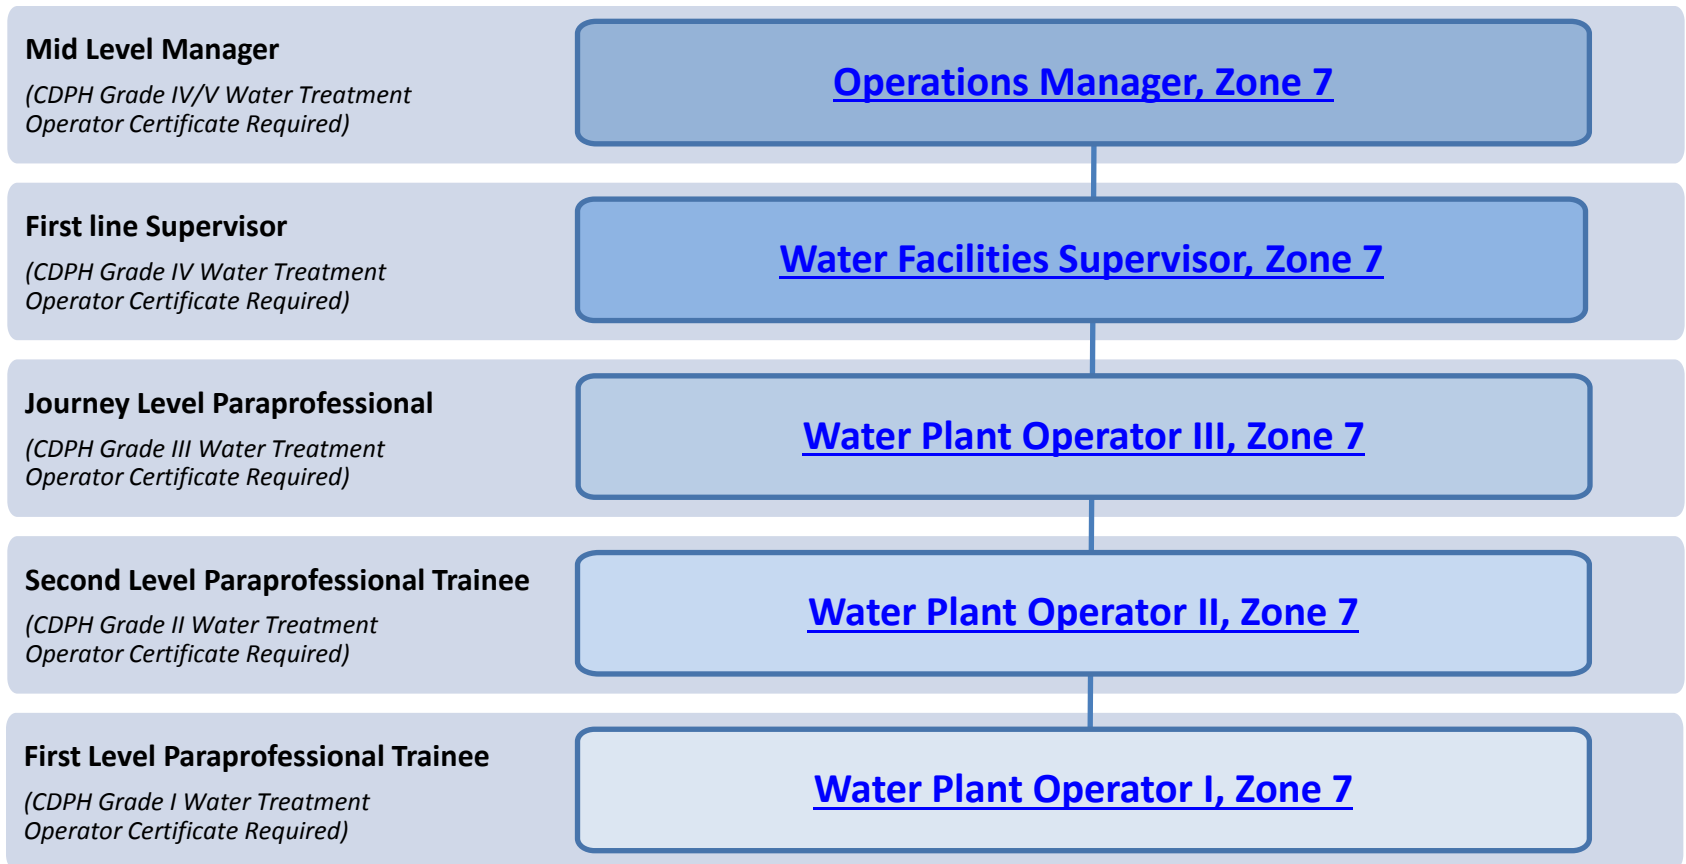 Mid Level Manager
(CDPH Grade IV/V Water Treatment
Operator Certificate Required)
Operations Manager, Zone 7
First line Supervisor
(CDPH Grade IV Water Treatment
Operator Certificate Required)
Water Facilities Supervisor, Zone 7
Journey Level Paraprofessional
(CDPH Grade III Water Treatment
Operator Certificate Required)
Water Plant Operator III, Zone 7
Second Level Paraprofessional Trainee
(CDPH Grade II Water Treatment
Operator Certificate Required)
Water Plant Operator II, Zone 7
First Level Paraprofessional Trainee
(CDPH Grade I Water Treatment
Operator Certificate Required)
Water Plant Operator I, Zone 7